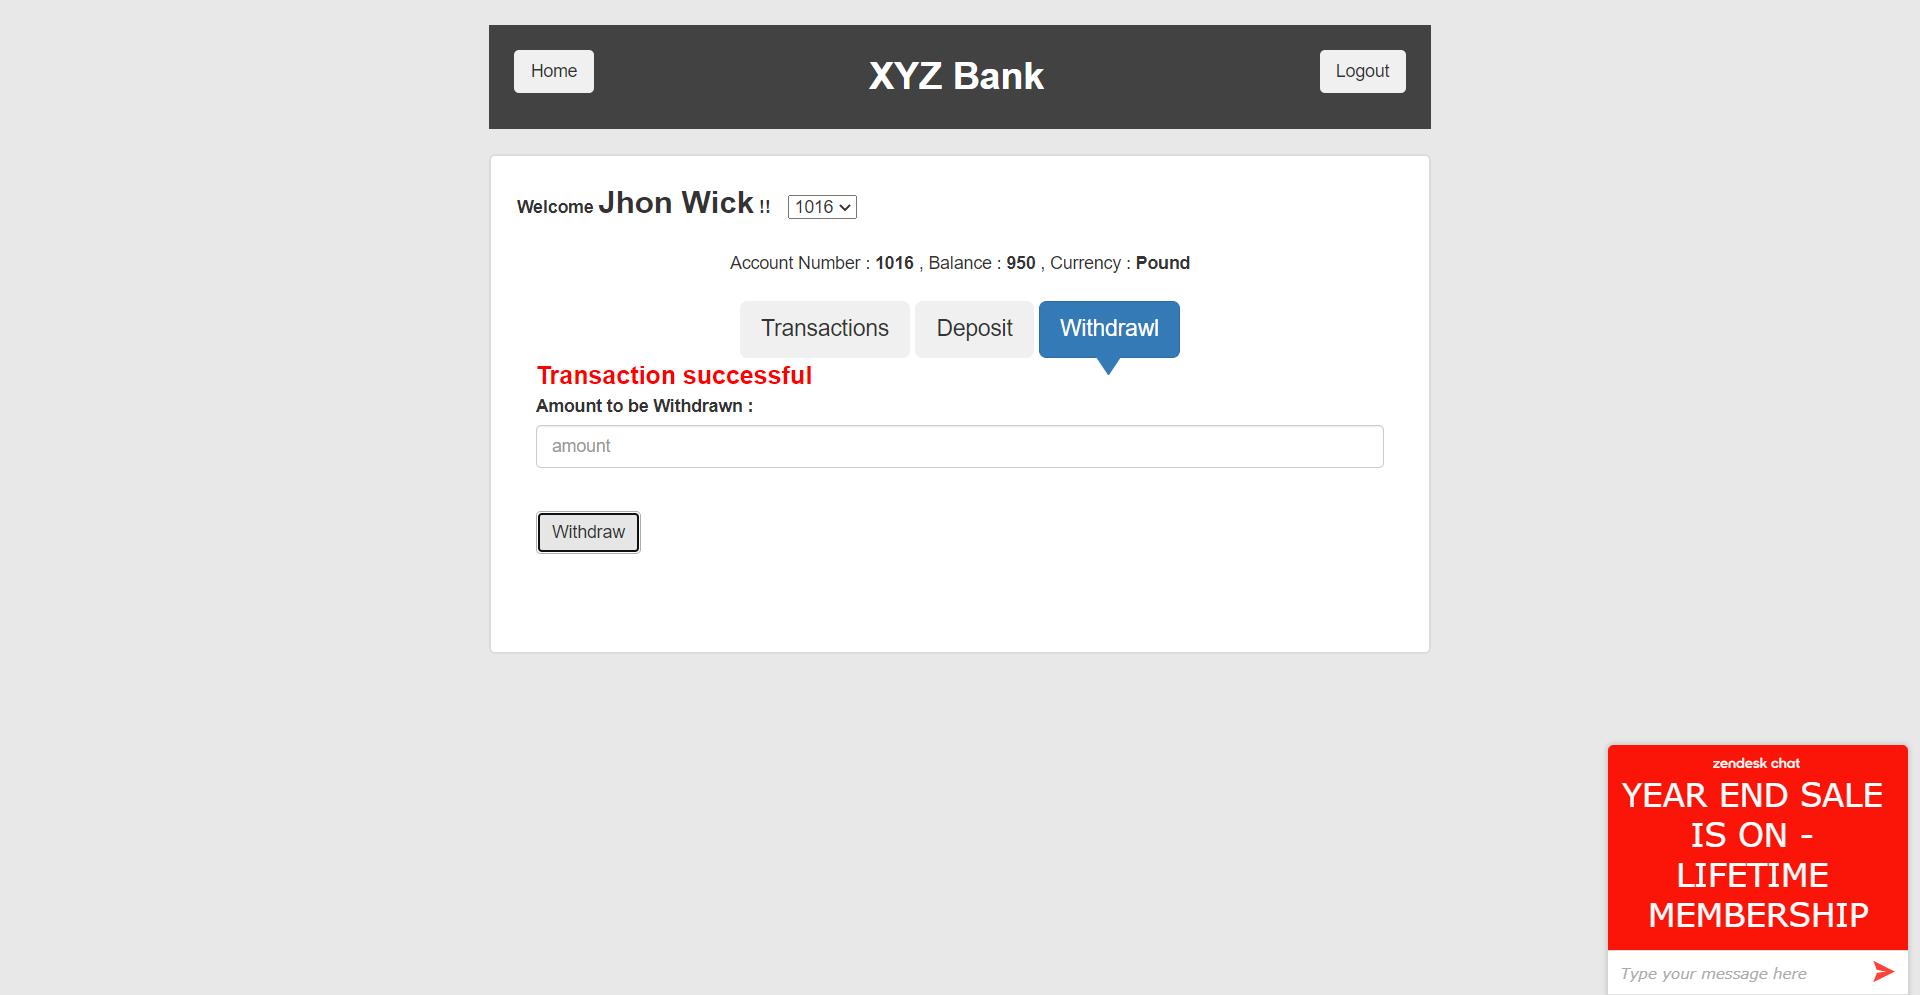 Home
XYZ Bank
Logout
Welcome Jhon Wick !! 1016
Account Number : 1016 , Balance : 950 , Currency : Pound
Transactions
Deposit
Withdrawl
Transaction successful
Amount to be Withdrawn :
amount
Withdraw
zendesk chat
YEAR END SALE
IS ON -
LIFETIME
MEMBERSHIP
Type your message here